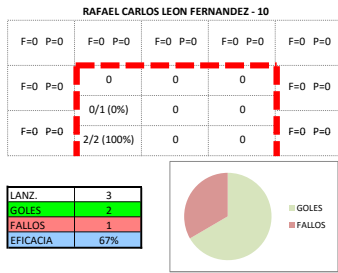 RAFAEL CARLOS LEON FERNANDEZ - 10
F=0 P=0 F=0 P=0 F=0 P=0 F=0 P=0 F=0 P=0
F=0 P=0 0 0 0 F=0 P=0
0/1 (0%) 0 0
F=0 P=0 2/2 (100%) 0 0 F=0 P=0
LANZ. 3
GOLES 2
FALLOS 1
EFICACIA 67%
GOLES
FALLOS